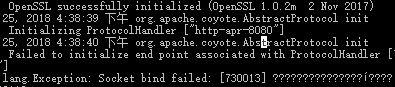 OpenSSL successfully initialized (OpenSSL 1.0.2m  2 Nov 2017)
25, 2018 4:38:39 下午 org.apache.coyote.AbstractProtocol init
Initializing ProtocolHandler ["http-apr-8080"]
25, 2018 4:38:40 下午 org.apache.coyote.AbstractProtocol init
Failed to initialize end point associated with ProtocolHandler [
]
lang.Exception: Socket bind failed: [730013] ???????????????í????